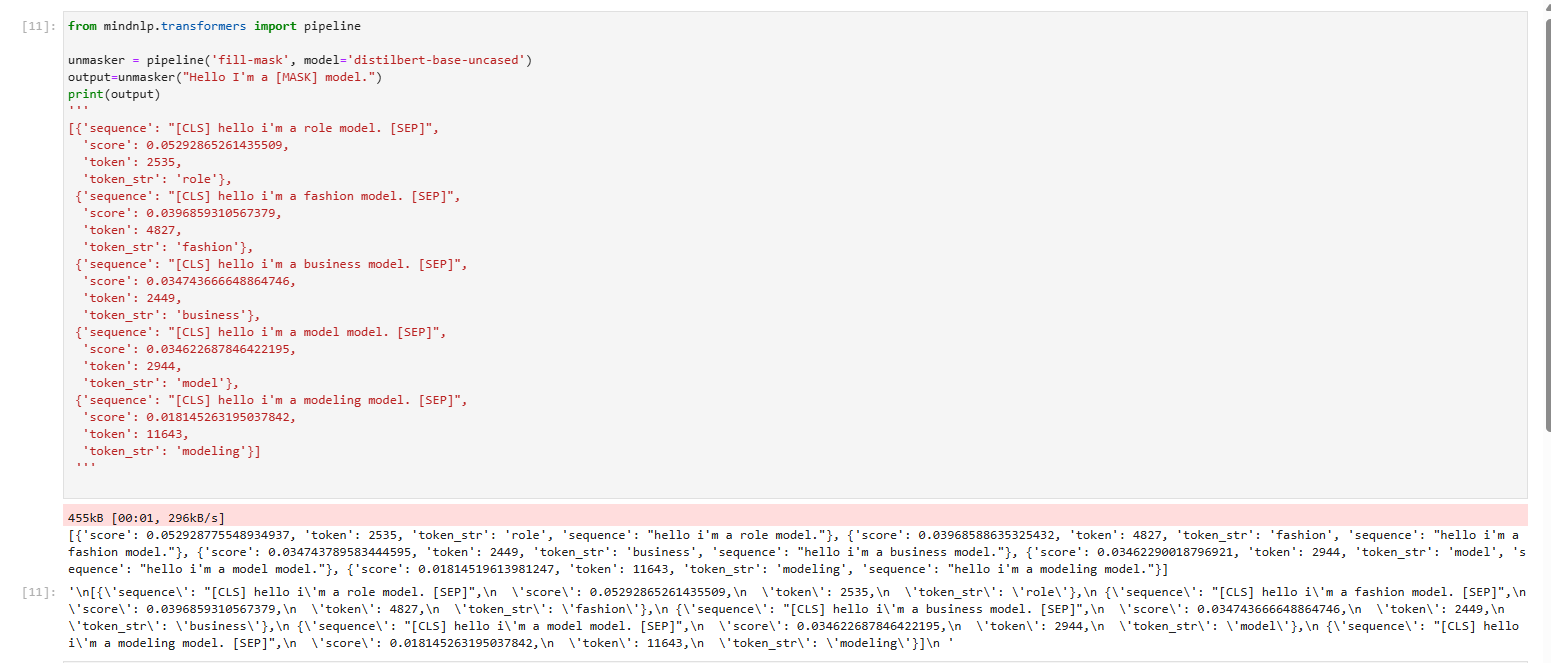 [11]: from mindnlp.transformers import pipeline
unmasker = pipeline('fill-mask', model='distilbert-base-uncased')
output=unmasker("Hello I'm a [MASK] model.")
print(output)
'''
[{'sequence': "[CLS] hello i'm a role model. [SEP]",
  'score': 0.05292865261435509,
  'token': 2535,
  'token_str': 'role'},
 {'sequence': "[CLS] hello i'm a fashion model. [SEP]",
  'score': 0.0396859310567379,
  'token': 4827,
  'token_str': 'fashion'},
 {'sequence': "[CLS] hello i'm a business model. [SEP]",
  'score': 0.034743666648864746,
  'token': 2449,
  'token_str': 'business'},
 {'sequence': "[CLS] hello i'm a model model. [SEP]",
  'score': 0.034622687846422195,
  'token': 2944,
  'token_str': 'model'},
 {'sequence': "[CLS] hello i'm a modeling model. [SEP]",
  'score': 0.018145263195037842,
  'token': 11643,
  'token_str': 'modeling'}]
 '''
455kB [00:01, 296kB/s]
[{'score': 0.052928775548934937, 'token': 2535, 'token_str': 'role', 'sequence': "hello i'm a role model."}, {'score': 0.03968588635325432, 'token': 4827, 'token_str': 'fashion', 'sequence': "hello i'm a
fashion model."}, {'score': 0.034743789583444595, 'token': 2449, 'token_str': 'business', 'sequence': "hello i'm a business model."}, {'score': 0.03462290018796921, 'token': 2944, 'token_str': 'model', 's
equence': "hello i'm a model model."}, {'score': 0.01814519613981247, 'token': 11643, 'token_str': 'modeling', 'sequence': "hello i'm a modeling model."}]
[11]: '\n[{\'sequence\': "[CLS] hello i\'m a role model. [SEP]",\n  \'score\': 0.05292865261435509,\n  \'token\': 2535,\n  \'token_str\': \'role\'},\n {\'sequence\': "[CLS] hello i\'m a fashion model. [SEP]",\n
\'score\': 0.0396859310567379,\n  \'token\': 4827,\n  \'token_str\': \'fashion\'},\n {\'sequence\': "[CLS] hello i\'m a business model. [SEP]",\n  \'score\': 0.034743666648864746,\n  \'token\': 2449,\n
\'token_str\': \'business\'},\n {\'sequence\': "[CLS] hello i\'m a model model. [SEP]",\n  \'score\': 0.034622687846422195,\n  \'token\': 2944,\n  \'token_str\': \'model\'},\n {\'sequence\': "[CLS] hello
i\'m a modeling model. [SEP]",\n  \'score\': 0.018145263195037842,\n  \'token\': 11643,\n  \'token_str\': \'modeling\'}]\n '